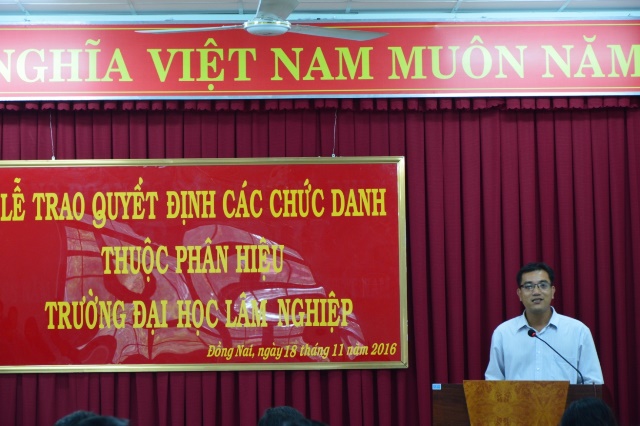 NGHĨA VIỆT NAM MUÔN NĂM
LỄ TRAO QUYẾT ĐỊNH CÁC CHỨC DANH
THUỘC PHÂN HIỆU
TRƯỜNG ĐẠI HỌC LÂM NGHIỆP
Đồng Nai, ngày 18 tháng 11 năm 2016